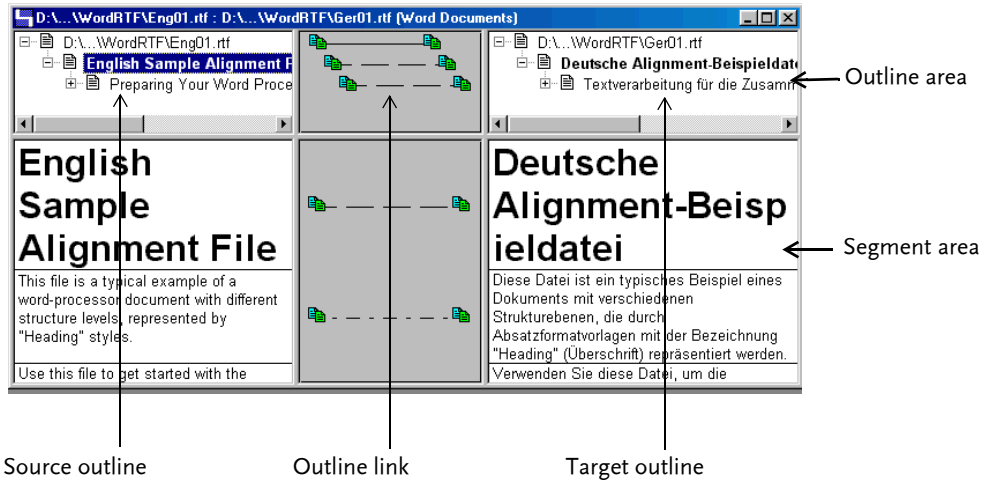 D:\...\WordRTF\Eng01.rtf : D:\...\WordRTF\Ger01.rtf (Word Documents)
D:\...\WordRTF\Eng01.rtf
English Sample Alignment F
Preparing Your Word Proce
D:\...\WordRTF\Ger01.rtf
Deutsche Alignment-Beispieldate
Textverarbeitung für die Zusamm
Outline area
English
Sample
Alignment File
This file is a typical example of a
word-processor document with different
structure levels, represented by
"Heading" styles.
Use this file to get started with the
Deutsche
Alignment-Beisp
ieldatei
Diese Datei ist ein typisches Beispiel eines
Dokuments mit verschiedenen
Strukturebenen, die durch
Absatzformatvorlagen mit der Bezeichnung
"Heading" (Überschrift) repräsentiert werden.
Verwenden Sie diese Datei, um die
Segment area
Source outline
Outline link
Target outline